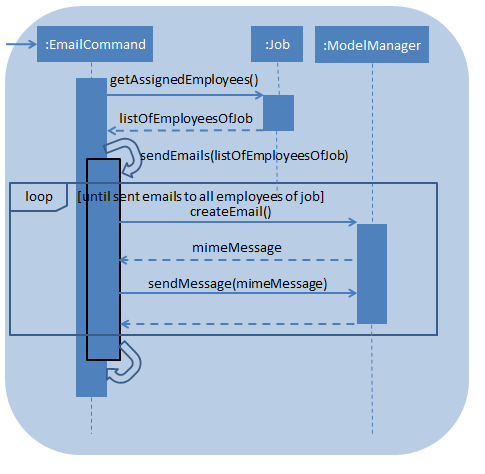 :EmailCommand
:Job
:ModelManager
getAssignedEmployees()
listOfEmployeesOfJob
sendEmails(listOfEmployeesOfJob)
loop
[until sent emails to all employees of job]
createEmail()
mimeMessage
sendMessage(mimeMessage)